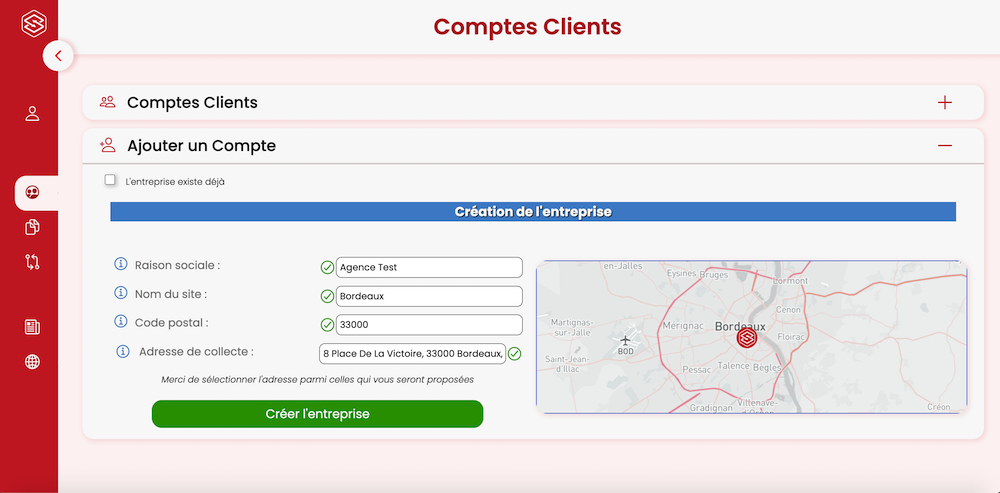 Comptes Clients
Comptes Clients
Ajouter un Compte
L'entreprise existe déjà
Création de l'entreprise
Raison sociale :
Agence Test
Nom du site :
Bordeaux
Code postal :
33000
Adresse de collecte :
8 Place De La Victoire, 33000 Bordeaux,
Merci de sélectionner l'adresse parmi celles qui vous seront proposées
Créer l'entreprise
en-Jalles
Eysines
Bruges
Lormont
Cenon
Martignas-
sur-Jalle
Mérignac
Bordeaux
Floirac
BOD
Saint-Jean-
d'Illac
Pessac
Talence
Bègles
Gradignan
Villenave-
d'Ornon
Créon